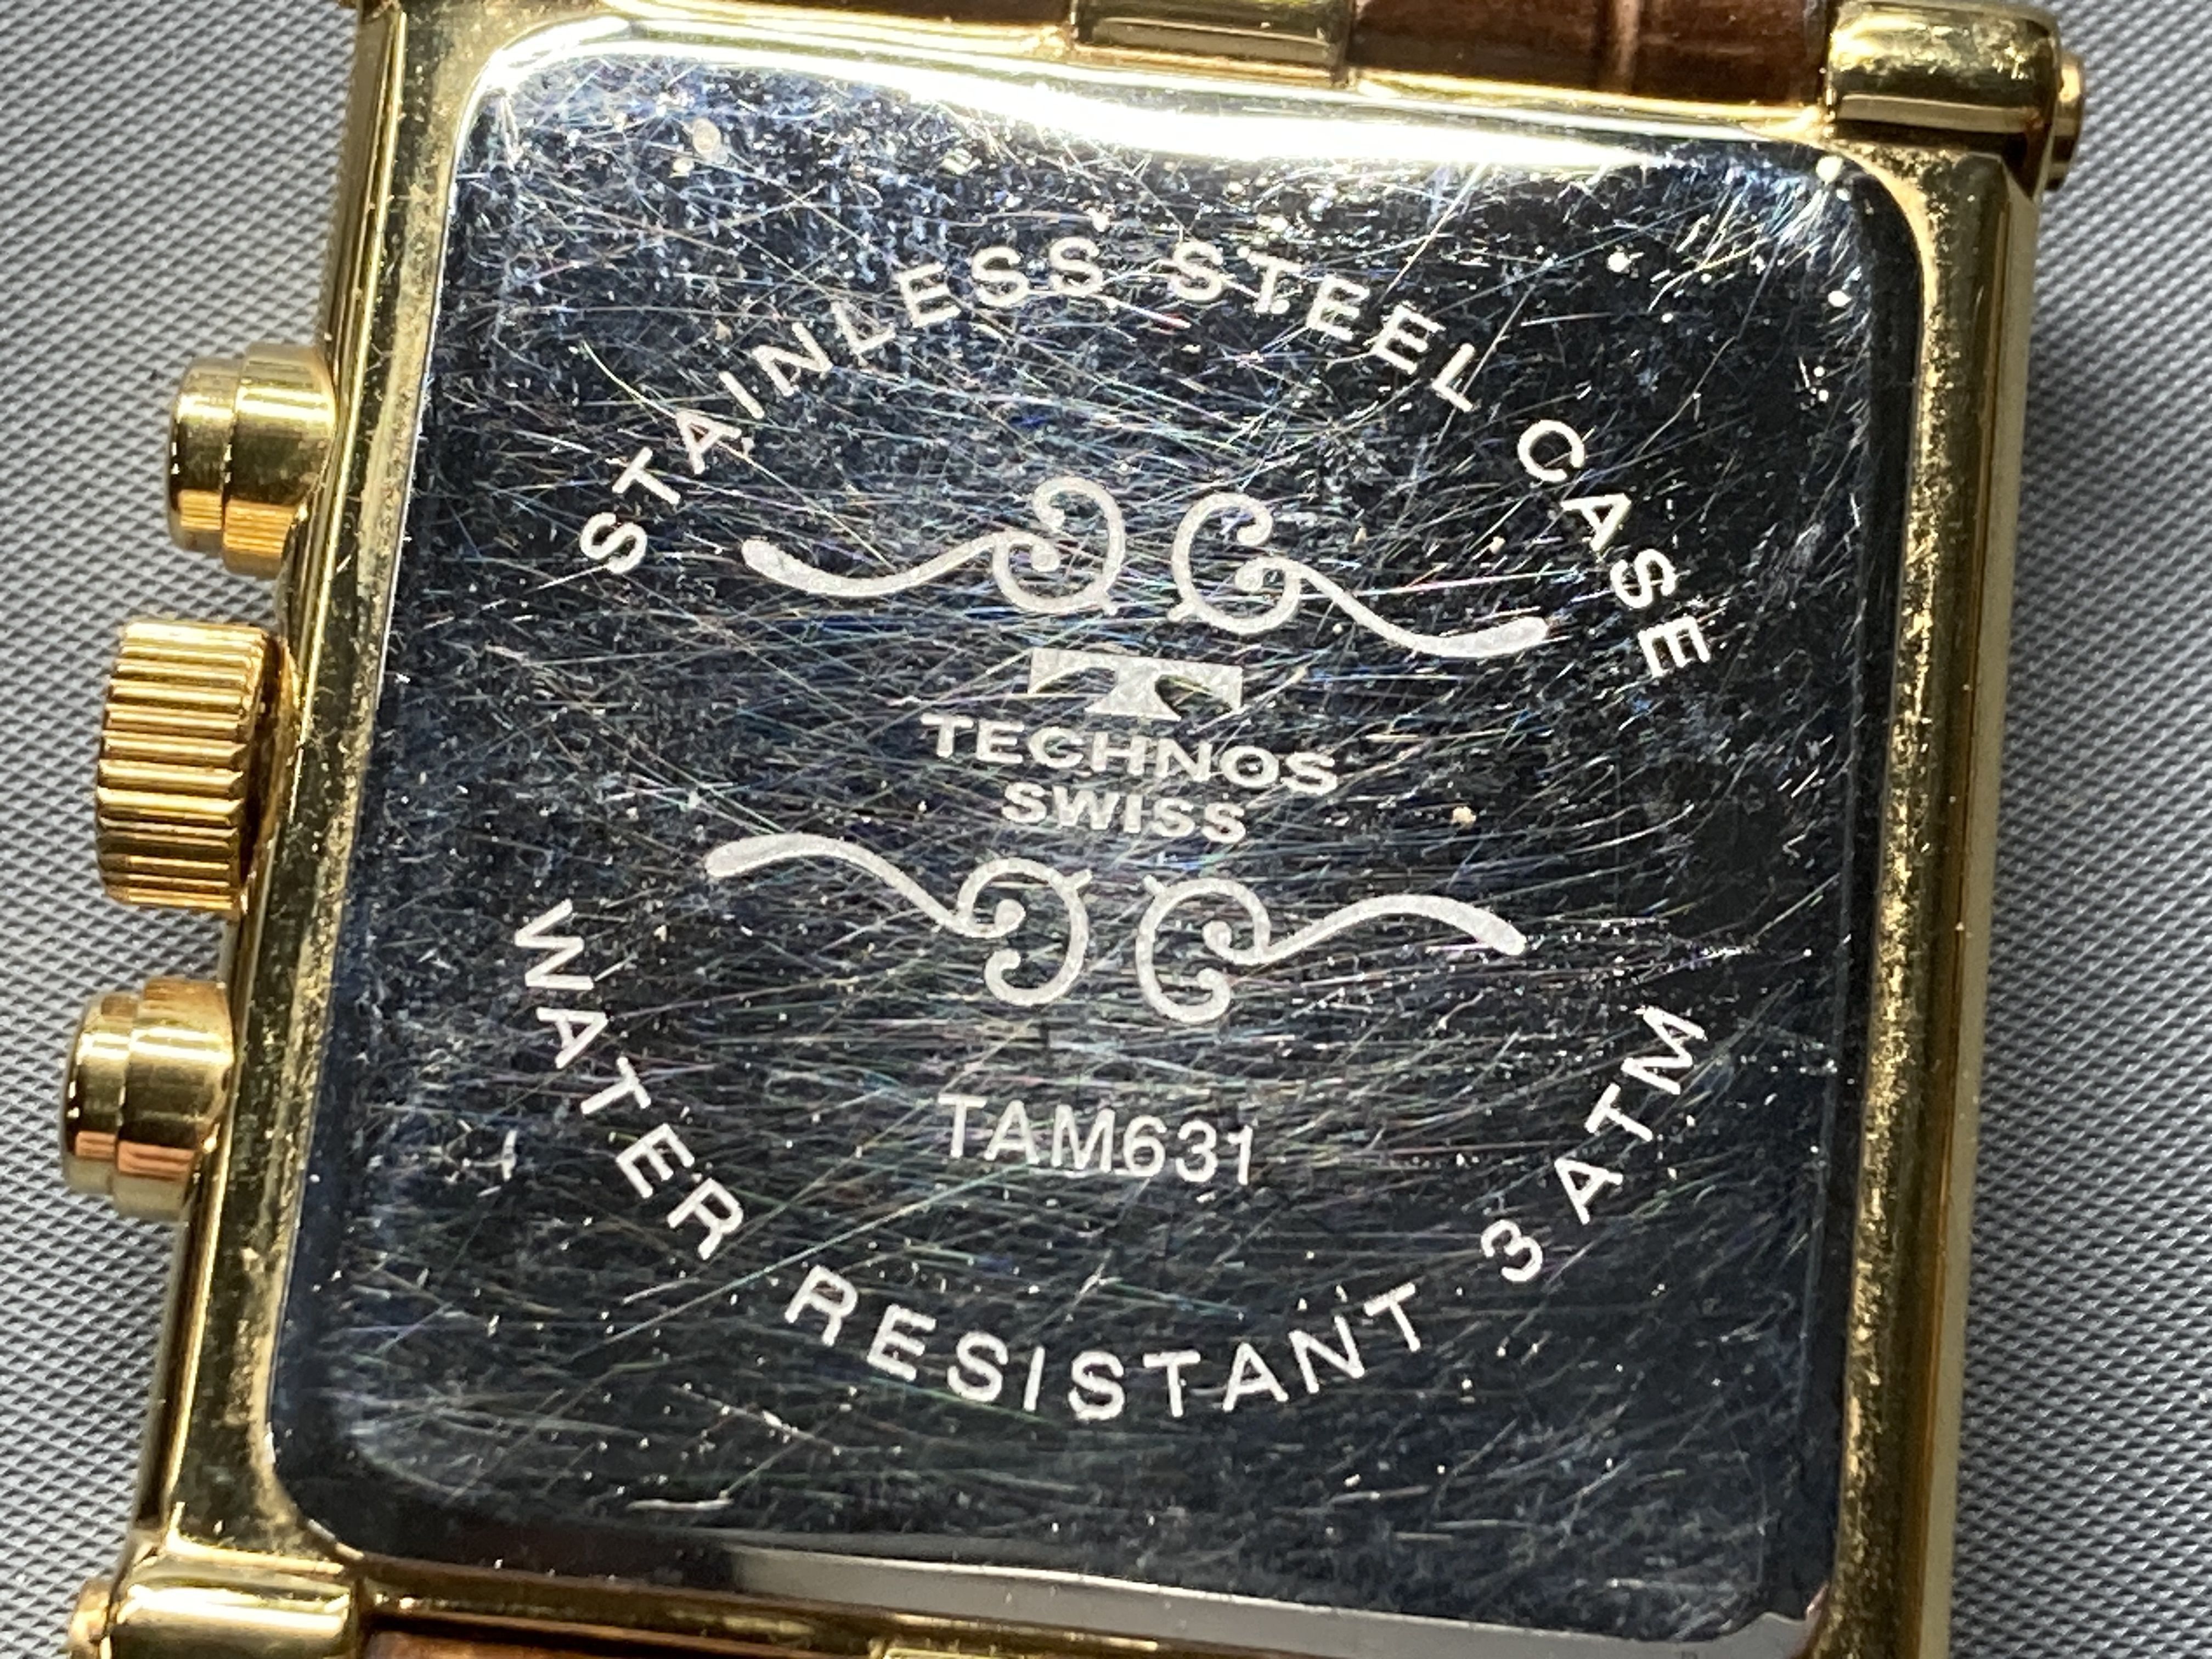 STAINLESS STEEL CASE
TECHNOS
SWISS
TAM631
WATER RESISTANT 3 ATM